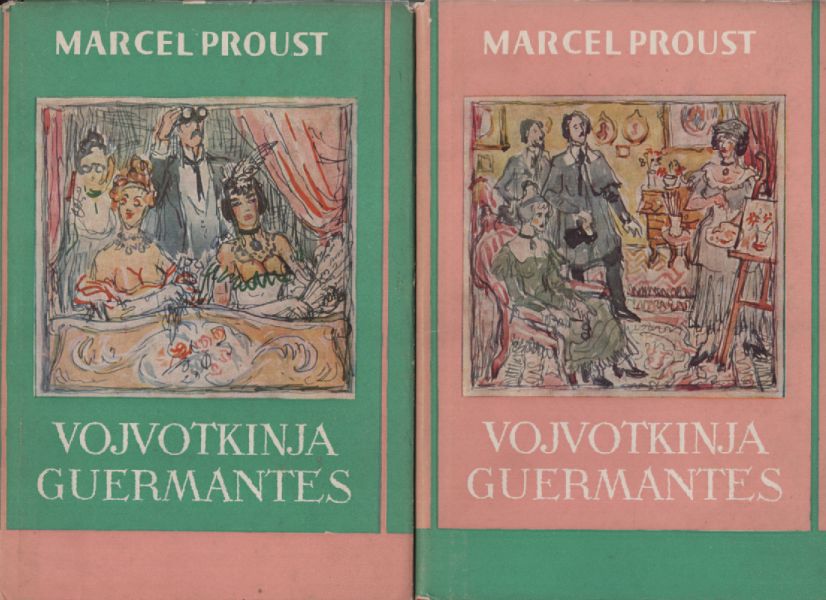 MARCEL PROUST
VOJVOTKINJA
GUERMANTES
MARCEL PROUST
VOJVOTKINJA
GUERMANTES